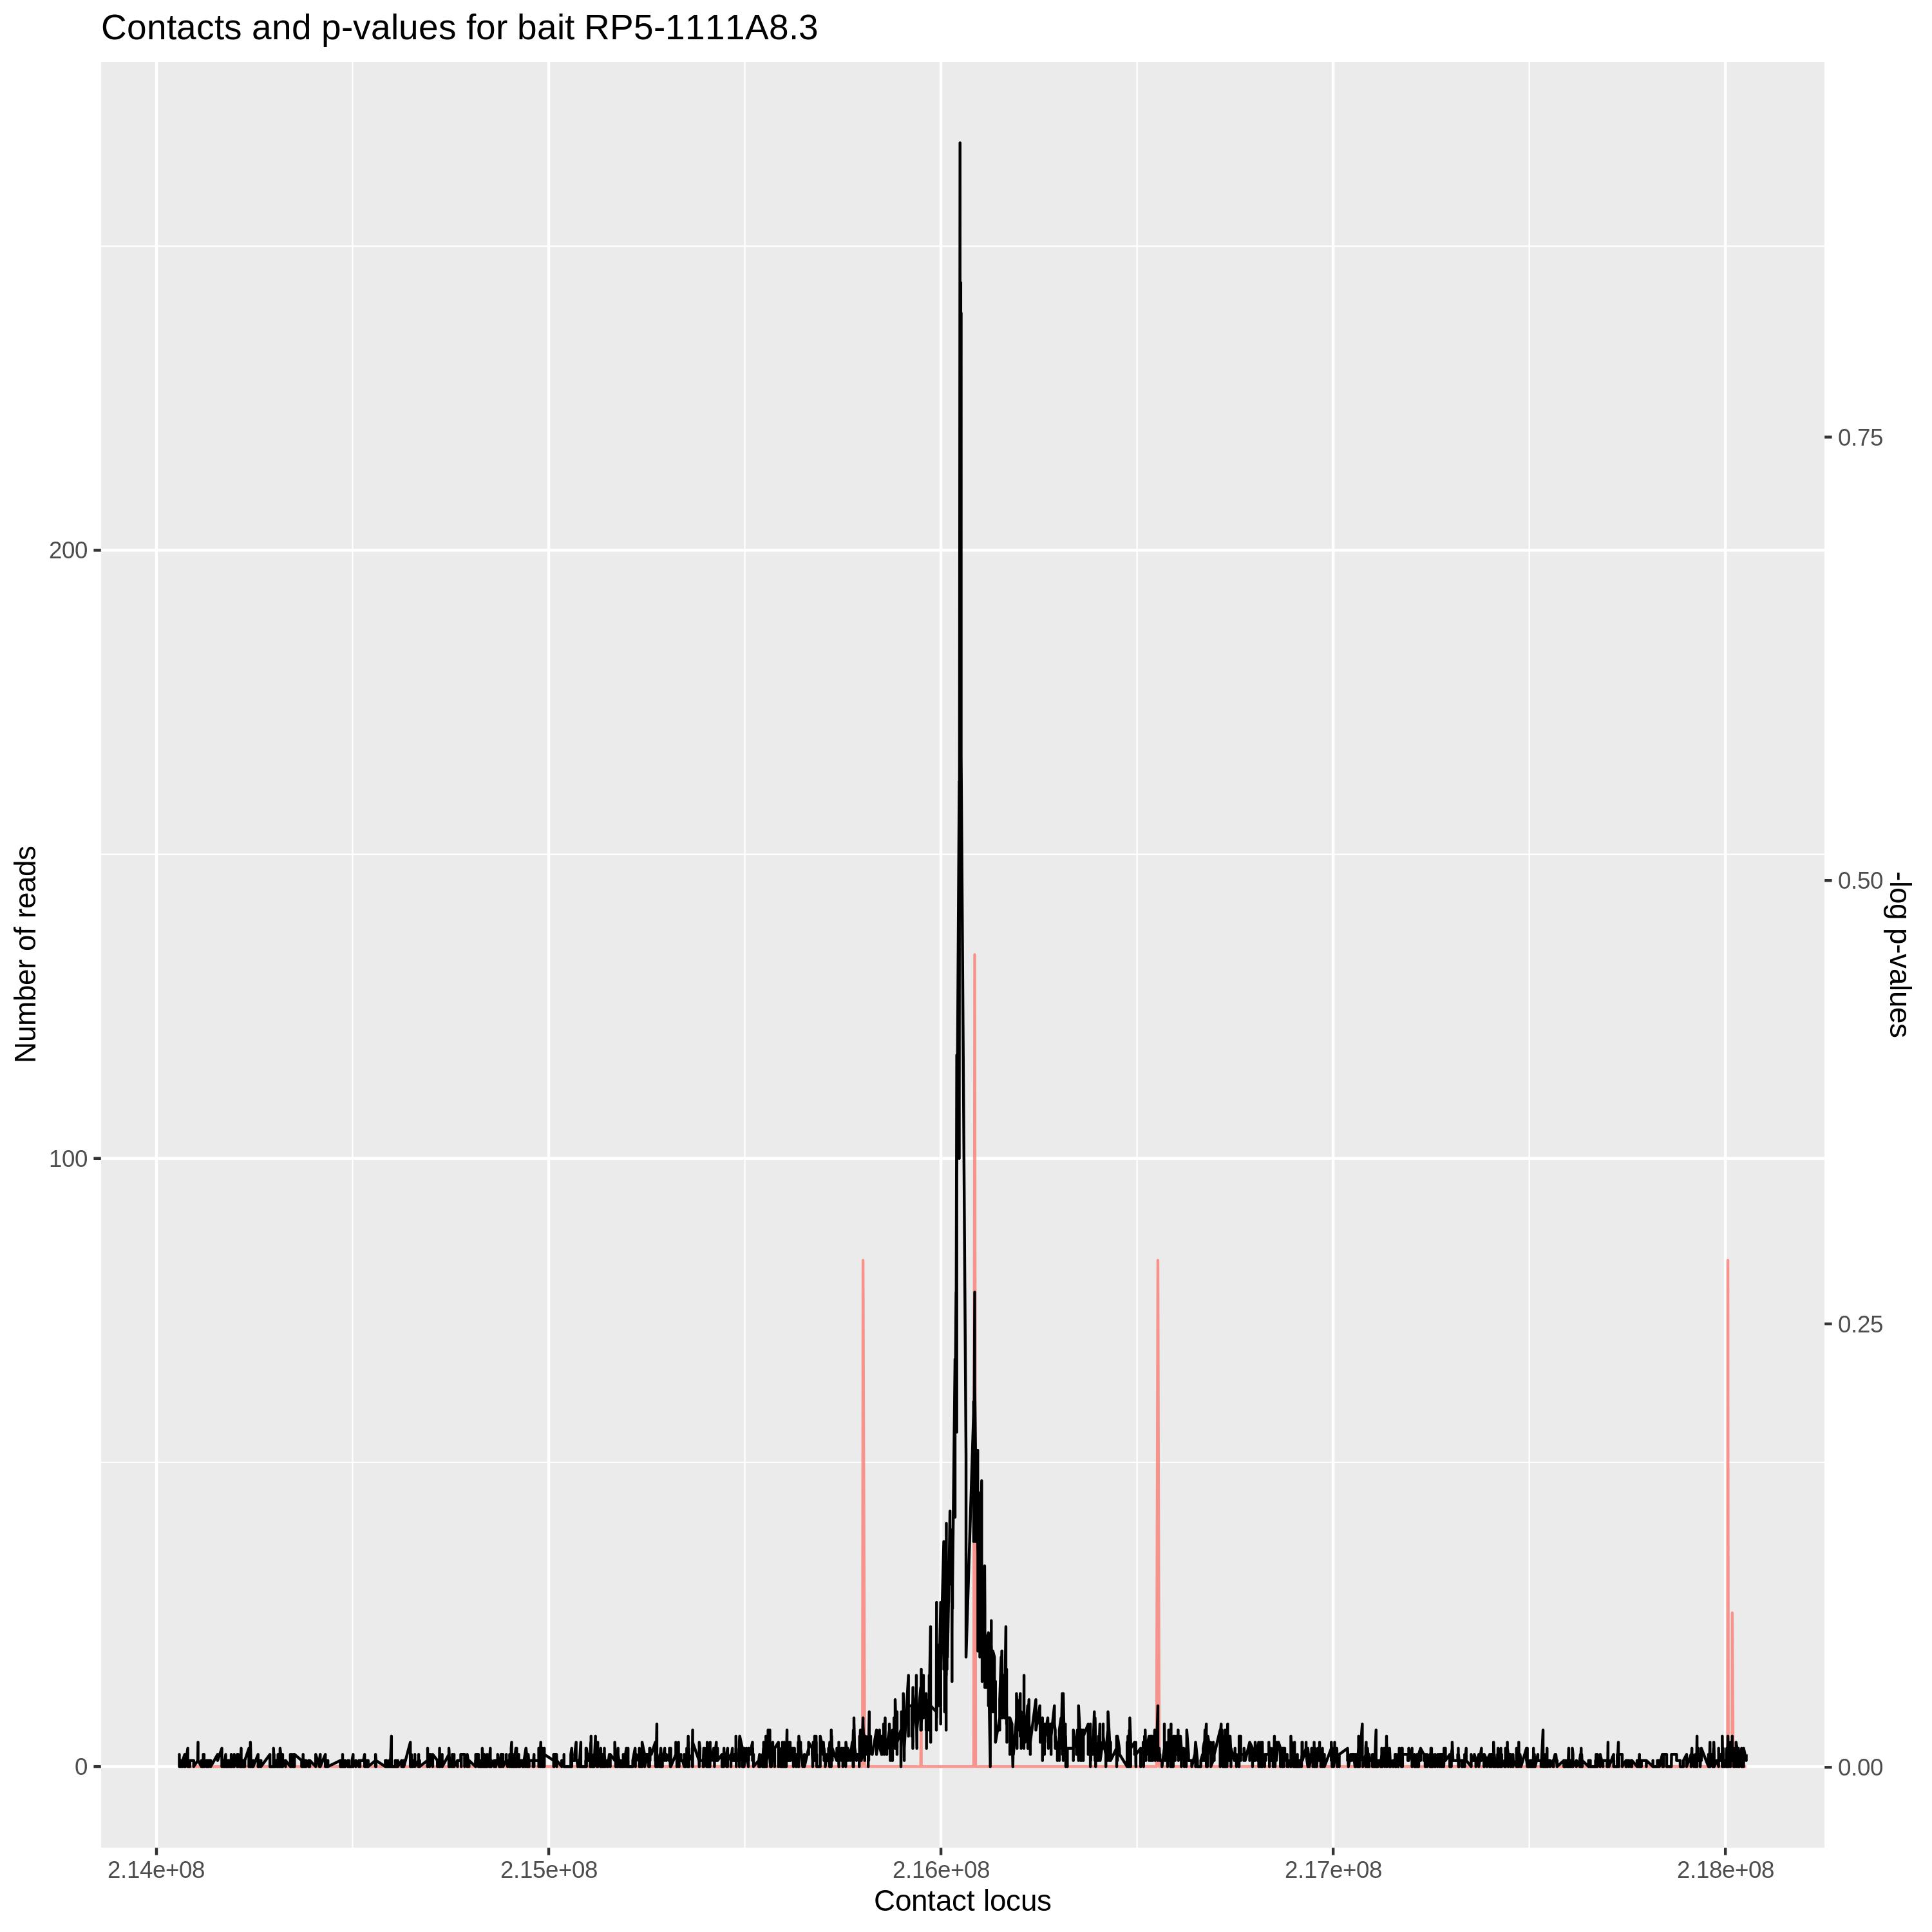 Contacts and p-values for bait RP5-1111A8.3
Number of reads
200
100
0
0.75
0.50
0.25
0.00
-log p-values
2.14e+08
2.15e+08
2.16e+08
2.17e+08
2.18e+08
Contact locus